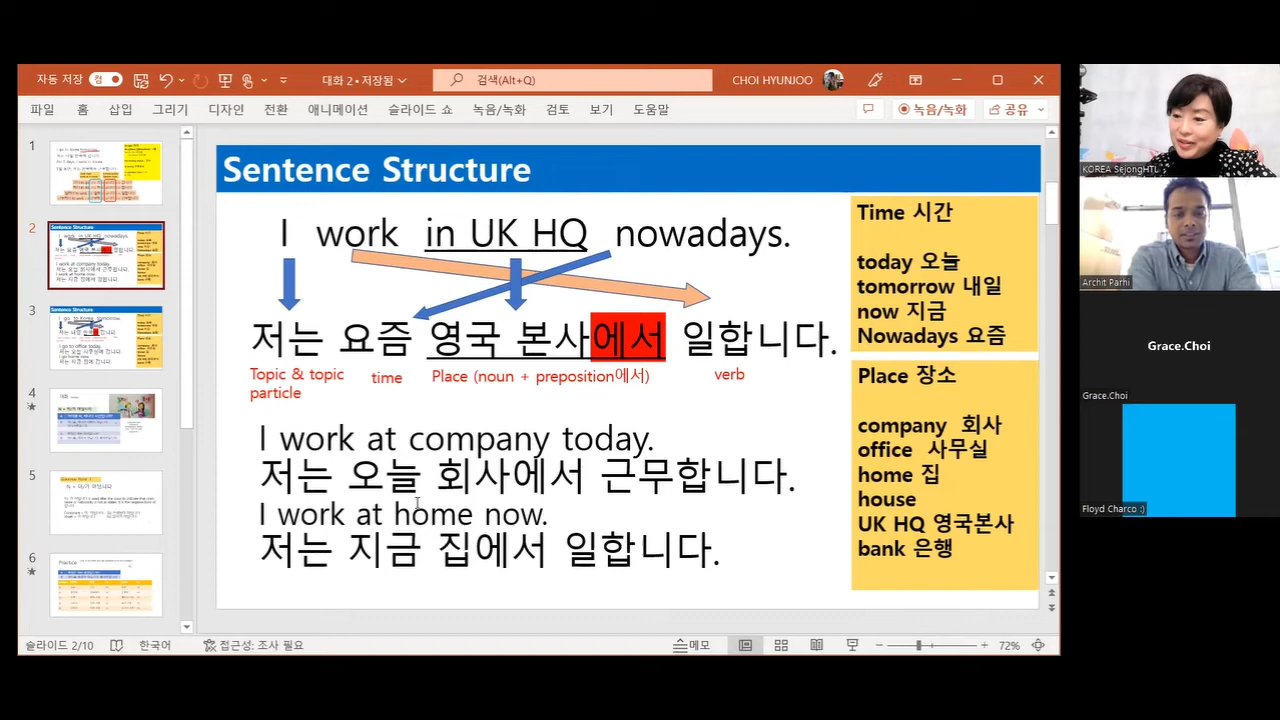 자동 저장 켬
대화 2 • 저장됨
검색(Alt+Q)
CHOI HYUNJOO
파일 홈 삽입 그리기 디자인 전환 애니메이션 슬라이드 쇼 녹음/녹화 검토 보기 도움말
녹음/녹화 공유
1
2
3
4
5
6
Sentence Structure
I work in UK HQ nowadays.
저는 요즘 영국 본사에서 일합니다.
Topic & topic particle
time
Place (noun + preposition에서)
verb
I work at company today.
저는 오늘 회사에서 근무합니다.
I work at home now.
저는 지금 집에서 일합니다.
Time 시간
today 오늘
tomorrow 내일
now 지금
Nowadays 요즘
Place 장소
company 회사
office 사무실
home 집
house
UK HQ 영국본사
bank 은행
슬라이드 2/10
한국어
접근성: 조사 필요
메모
72%
KOREA SejongHTL
Archit Parhi
Grace.Choi
Grace.Choi
Floyd Charco :)